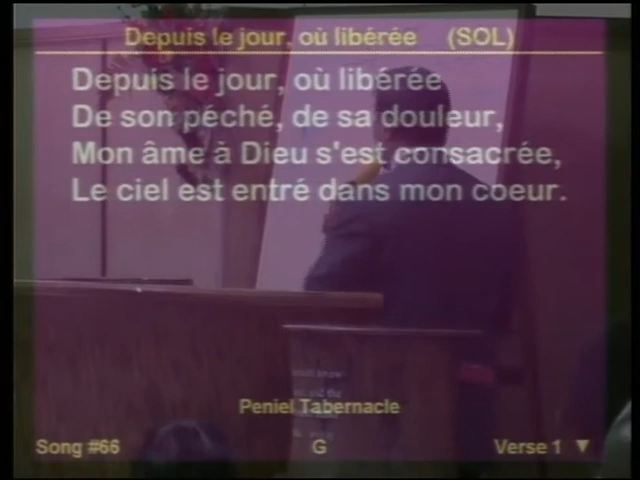 Depuis le jour, où libérée (SOL)
Depuis le jour, où libérée
De son péché, de sa douleur,
Mon âme à Dieu s'est consacrée,
Le ciel est entré dans mon coeur.
Peniel Tabernacle
Song #66 G Verse 1 ▼